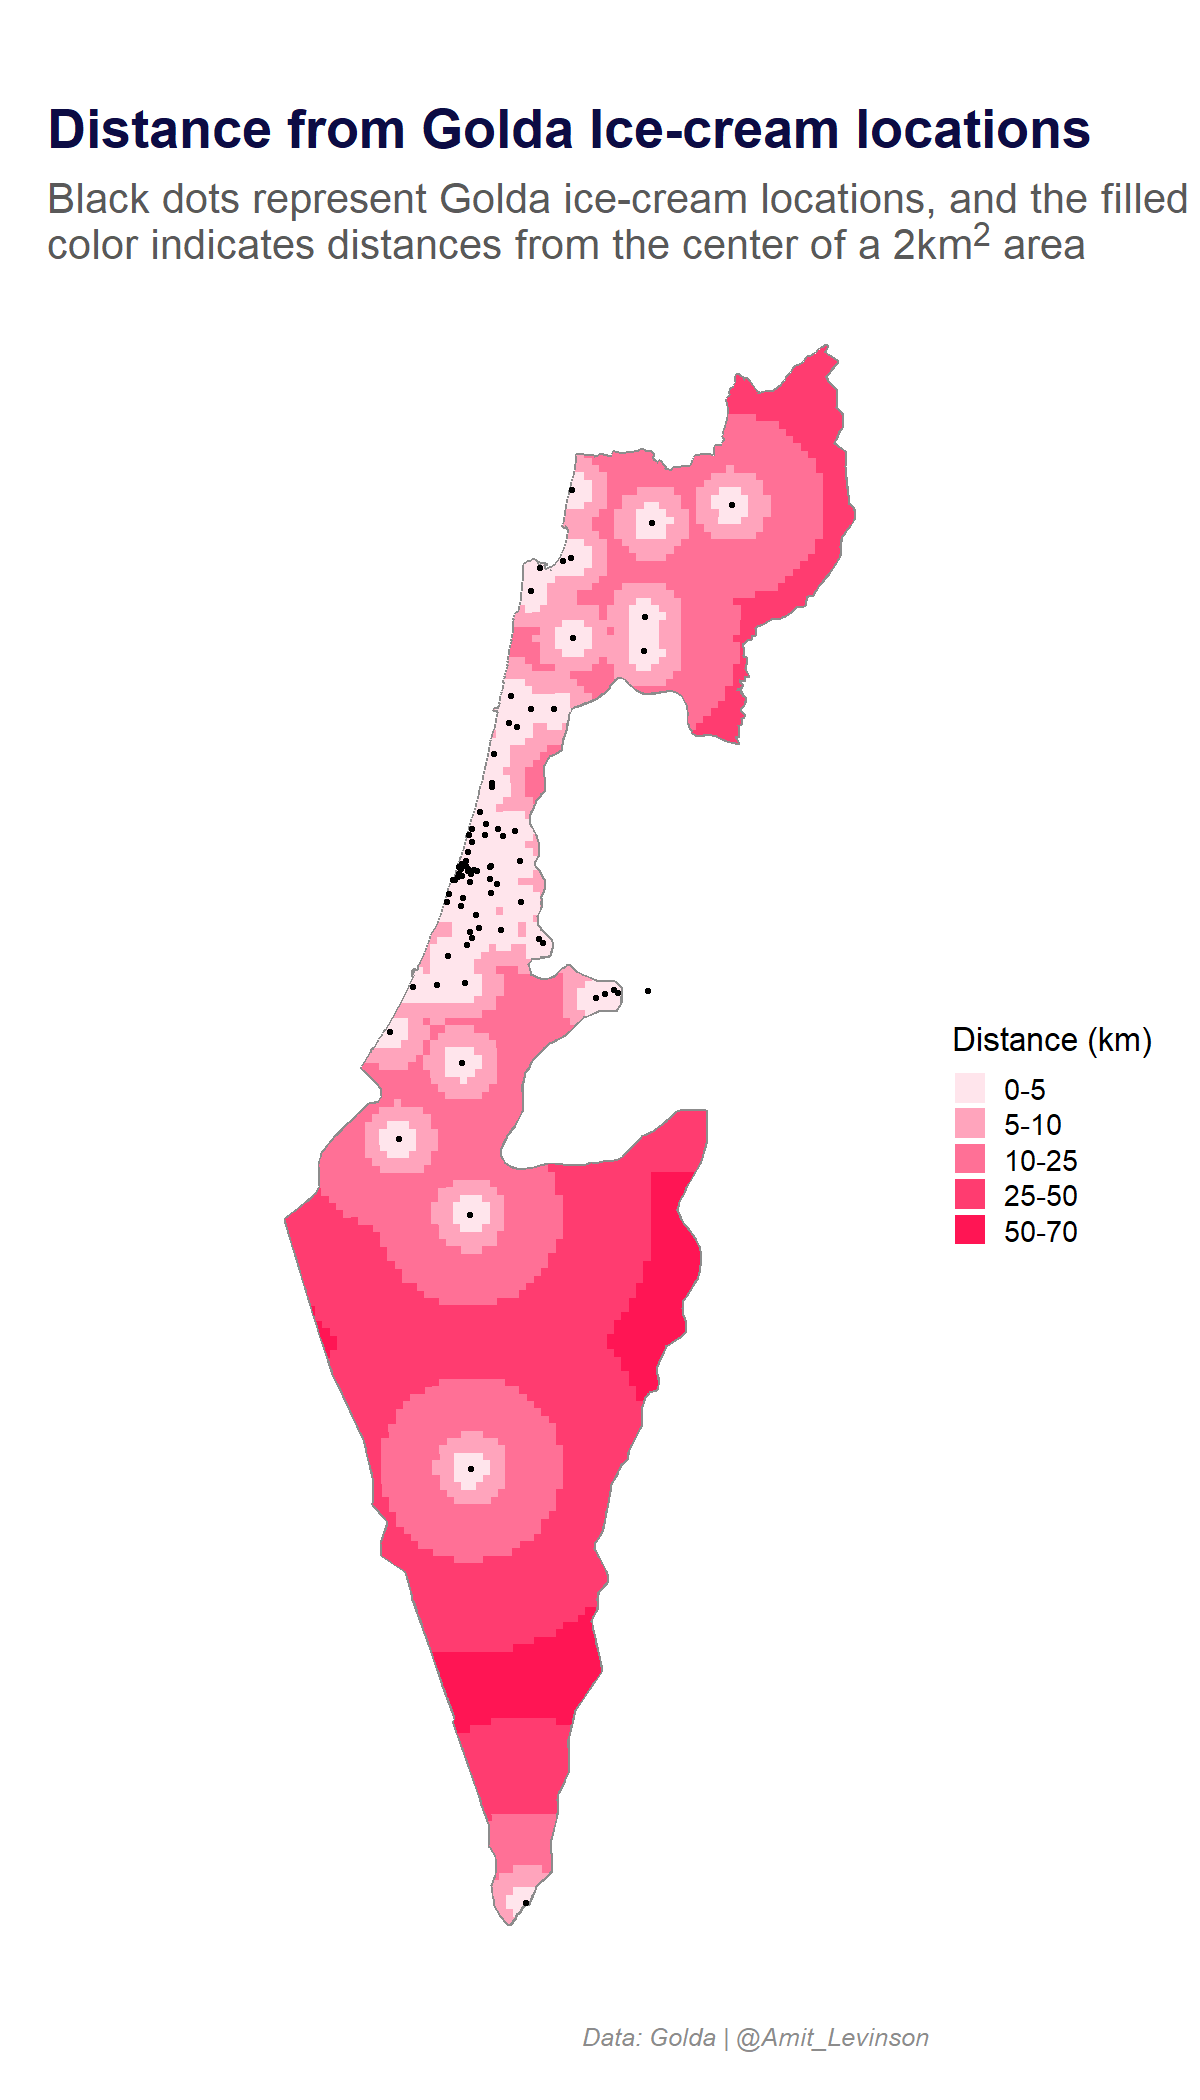 Distance from Golda Ice-cream locations
Black dots represent Golda ice-cream locations, and the filled
color indicates distances from the center of a 2km² area
Distance (km)
0-5
5-10
10-25
25-50
50-70
Data: Golda | @Amit_Levinson